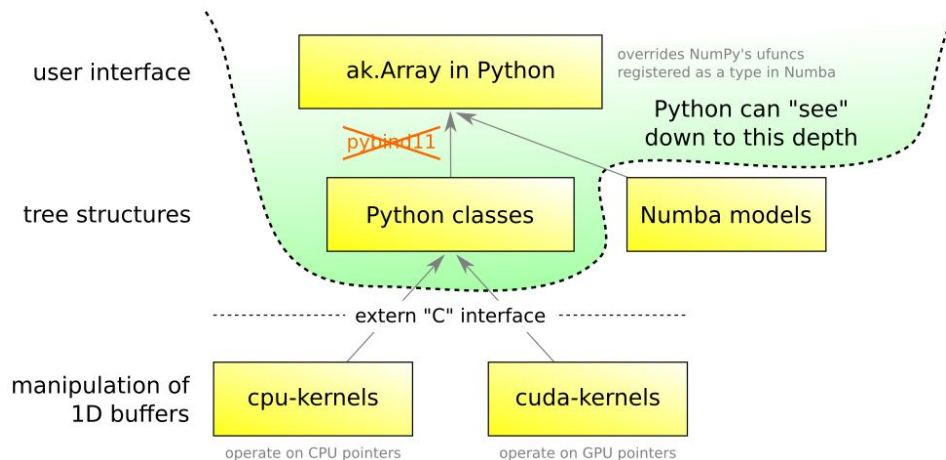 user interface
ak.Array in Python
overrides NumPy's ufuncs
registered as a type in Numba
Python can "see"
down to this depth
pybind11
tree structures
Python classes
Numba models
extern "C" interface
manipulation of
1D buffers
cpu-kernels
cuda-kernels
operate on CPU pointers
operate on GPU pointers